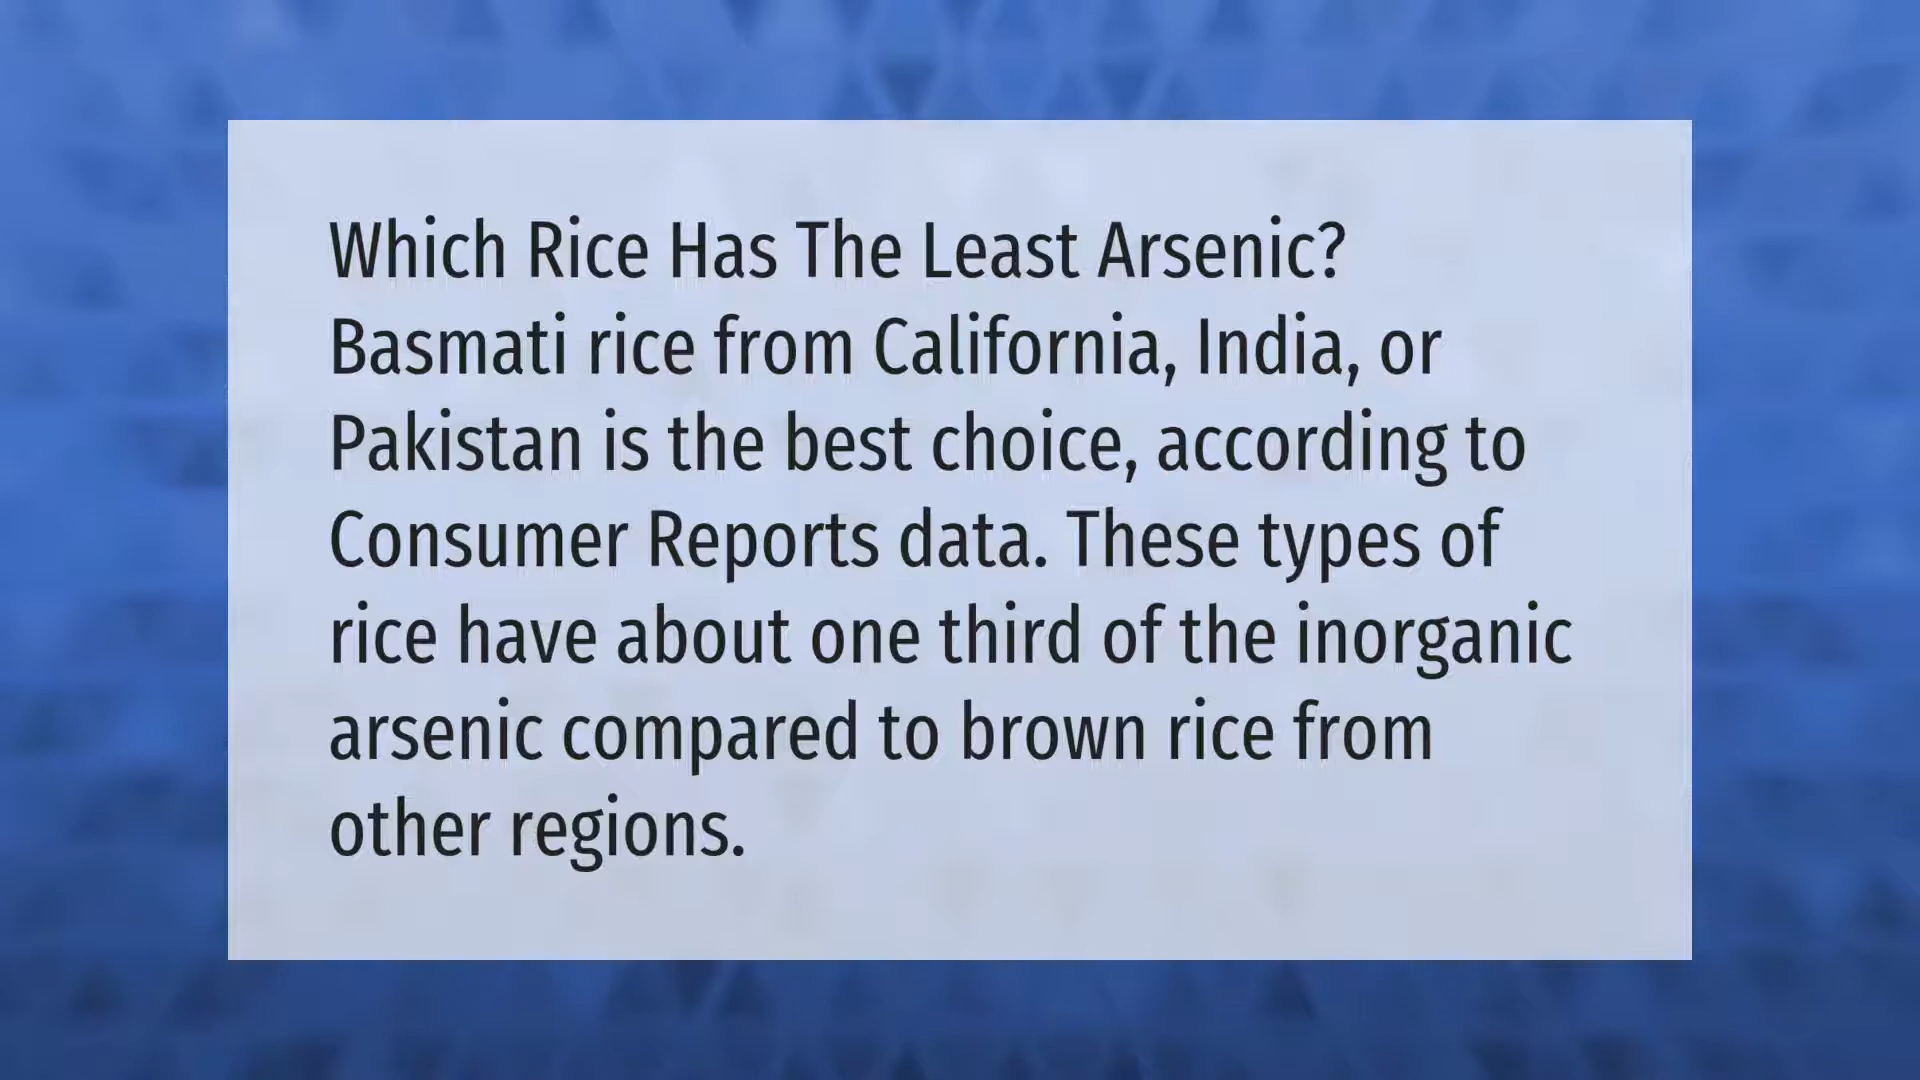 Which Rice Has The Least Arsenic?
Basmati rice from California, India, or
Pakistan is the best choice, according to
Consumer Reports data. These types of
rice have about one third of the inorganic
arsenic compared to brown rice from
other regions.